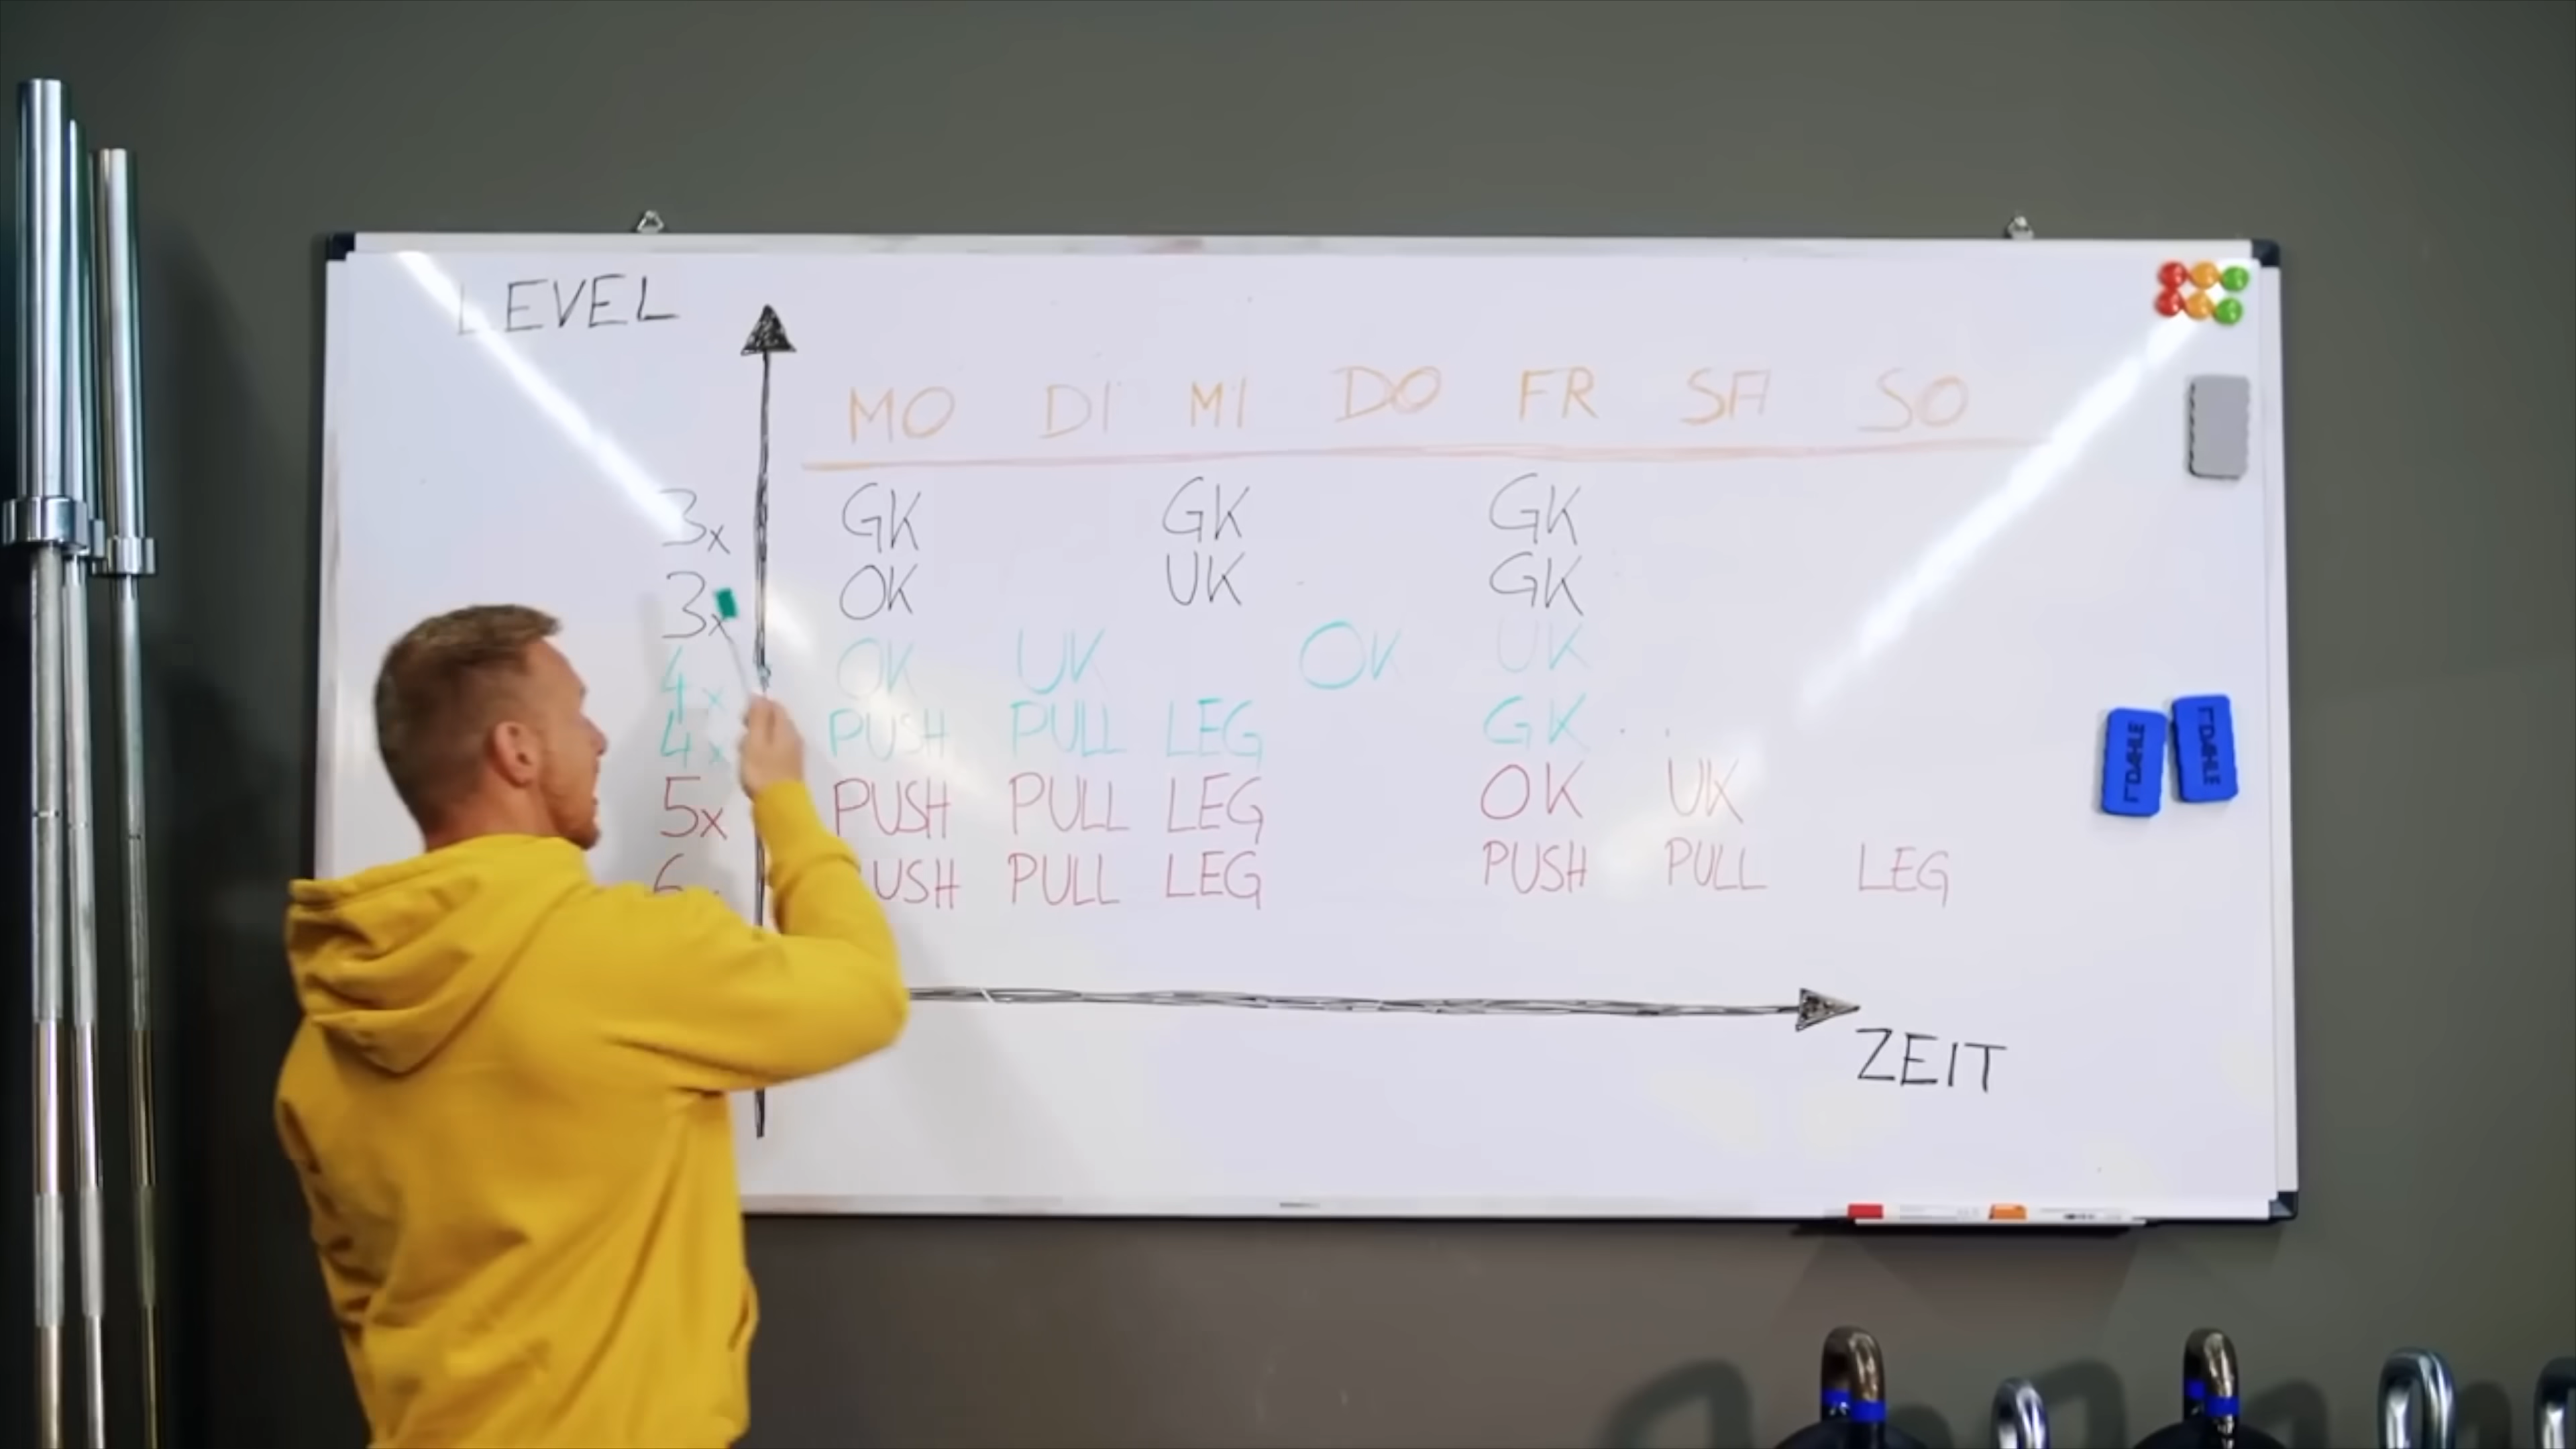 LEVEL
MO DI MI DO FR SA SO
3x GK GK GK
3x OK UK GK
4x OK UK OK UK
4x PUSH PULL LEG GK
5x PUSH PULL LEG OK UK
6 PUSH PULL LEG PUSH PULL LEG
ZEIT
DAHLE
DAHLE